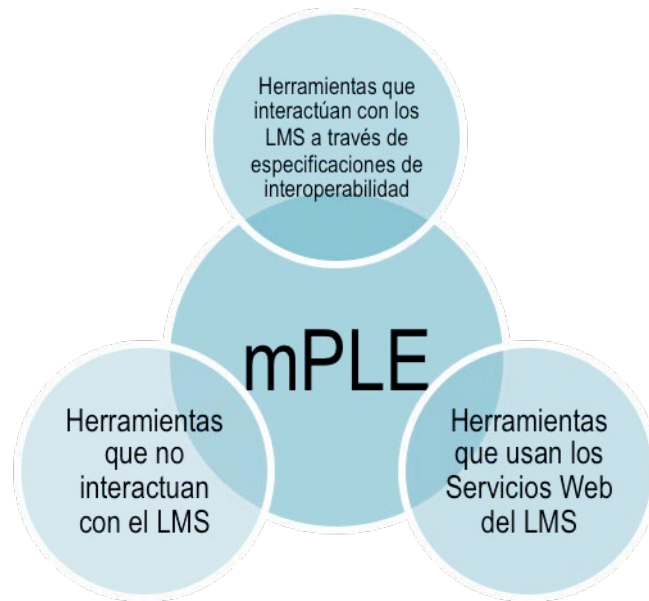 Herramientas que
interactúan con los
LMS a través de
especificaciones de
interoperabilidad
mPLE
Herramientas
que no
interactuan
con el LMS
Herramientas
que usan los
Servicios Web
del LMS